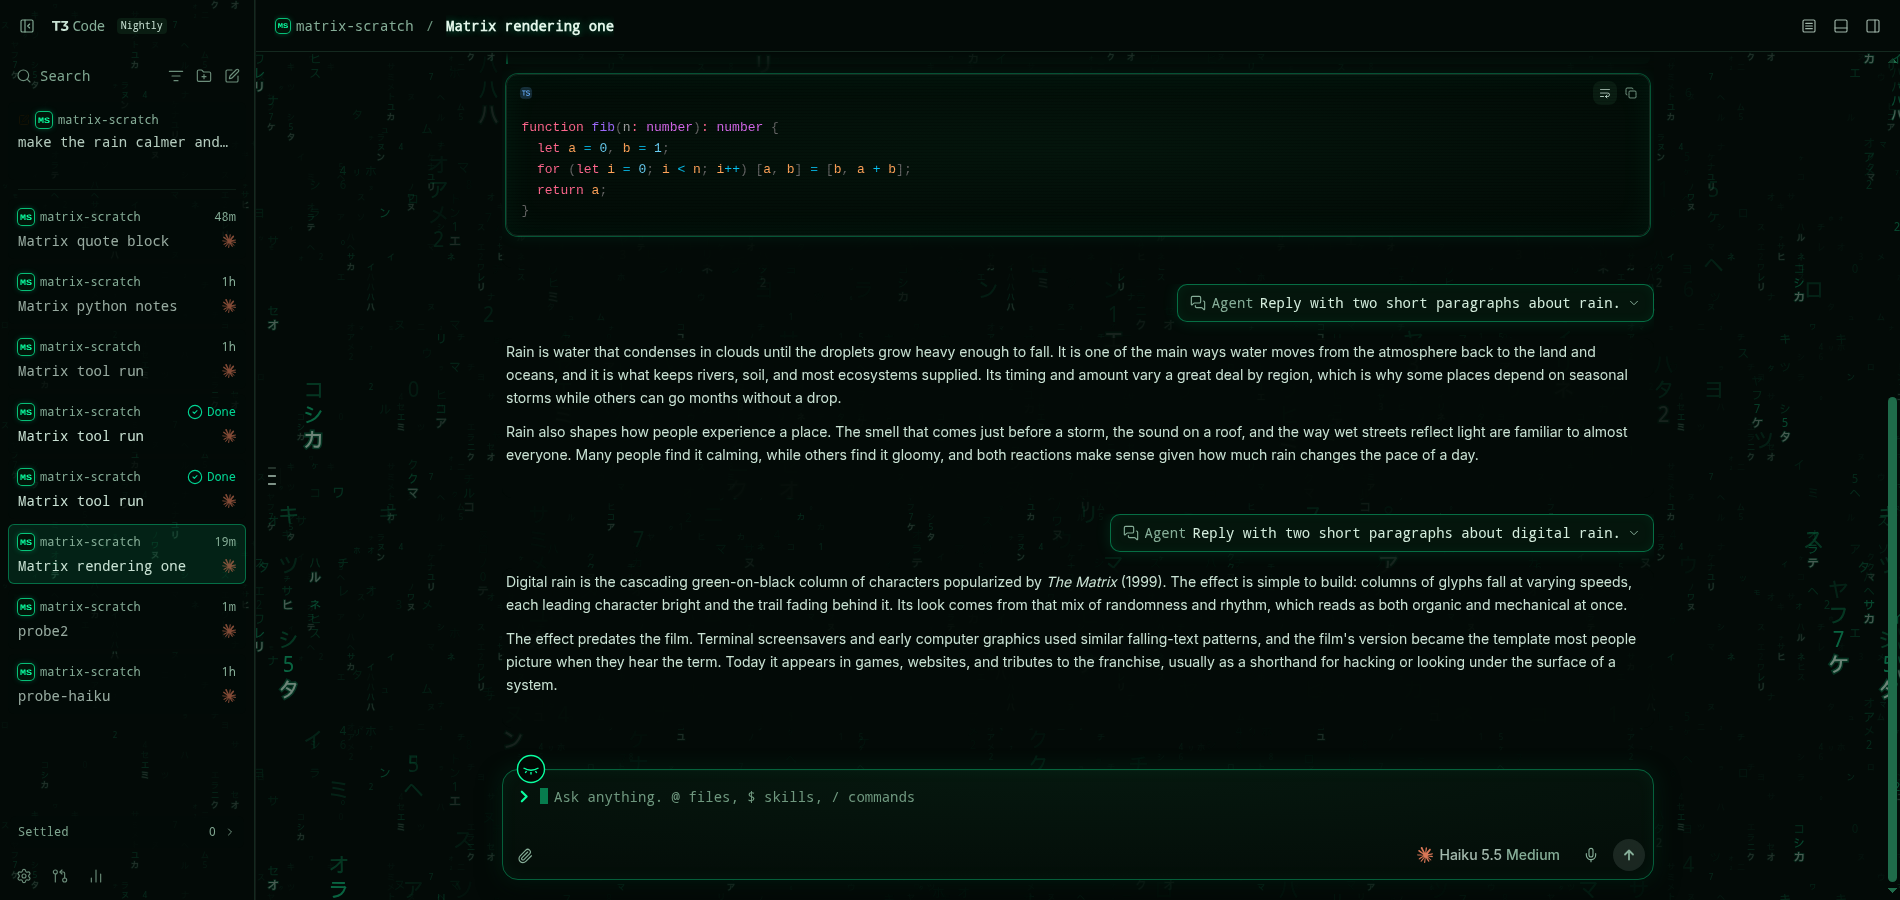 T3 Code Nightly
Search
MS matrix-scratch
make the rain calmer and…
MS matrix-scratch 48m
Matrix quote block
MS matrix-scratch 1h
Matrix python notes
MS matrix-scratch 1h
Matrix tool run
MS matrix-scratch Done
Matrix tool run
MS matrix-scratch Done
Matrix tool run
MS matrix-scratch 19m
Matrix rendering one
MS matrix-scratch 1m
probe2
MS matrix-scratch 1h
probe-haiku
Settled 0
MS matrix-scratch / Matrix rendering one
TS
function fib(n: number): number {
let a = 0, b = 1;
for (let i = 0; i < n; i++) [a, b] = [b, a + b];
return a;
}
Agent Reply with two short paragraphs about rain.
Rain is water that condenses in clouds until the droplets grow heavy enough to fall. It is one of the main ways water moves from the atmosphere back to the land and
oceans, and it is what keeps rivers, soil, and most ecosystems supplied. Its timing and amount vary a great deal by region, which is why some places depend on seasonal
storms while others can go months without a drop.
Rain also shapes how people experience a place. The smell that comes just before a storm, the sound on a roof, and the way wet streets reflect light are familiar to almost
everyone. Many people find it calming, while others find it gloomy, and both reactions make sense given how much rain changes the pace of a day.
Agent Reply with two short paragraphs about digital rain.
Digital rain is the cascading green-on-black column of characters popularized by The Matrix (1999). The effect is simple to build: columns of glyphs fall at varying speeds,
each leading character bright and the trail fading behind it. Its look comes from that mix of randomness and rhythm, which reads as both organic and mechanical at once.
The effect predates the film. Terminal screensavers and early computer graphics used similar falling-text patterns, and the film's version became the template most people
picture when they hear the term. Today it appears in games, websites, and tributes to the franchise, usually as a shorthand for hacking or looking under the surface of a
system.
Ask anything. @ files, $ skills, / commands
Haiku 5.5 Medium